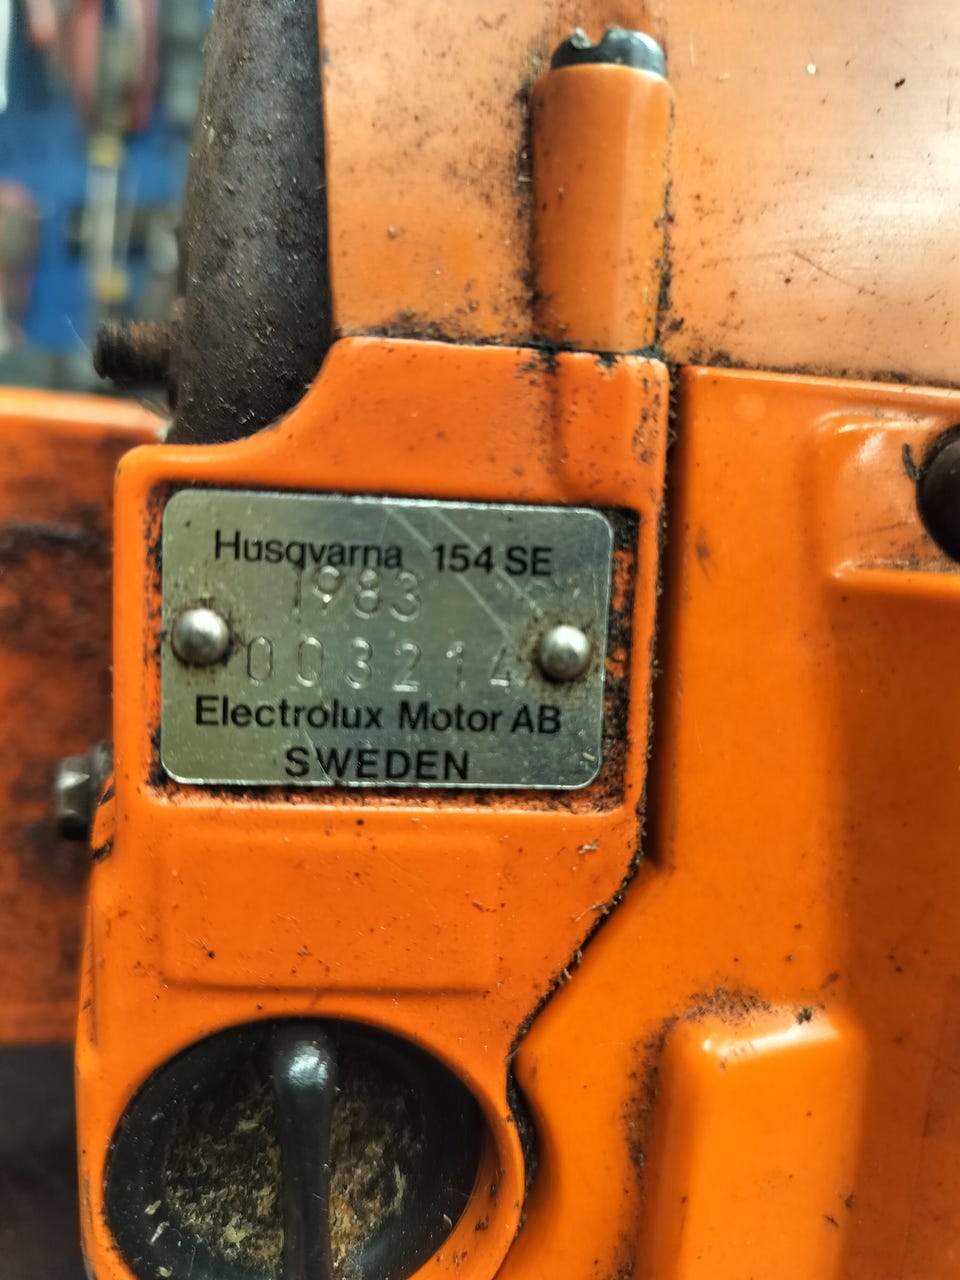 Husqvarna 154 SE
1983
003214
Electrolux Motor AB
SWEDEN